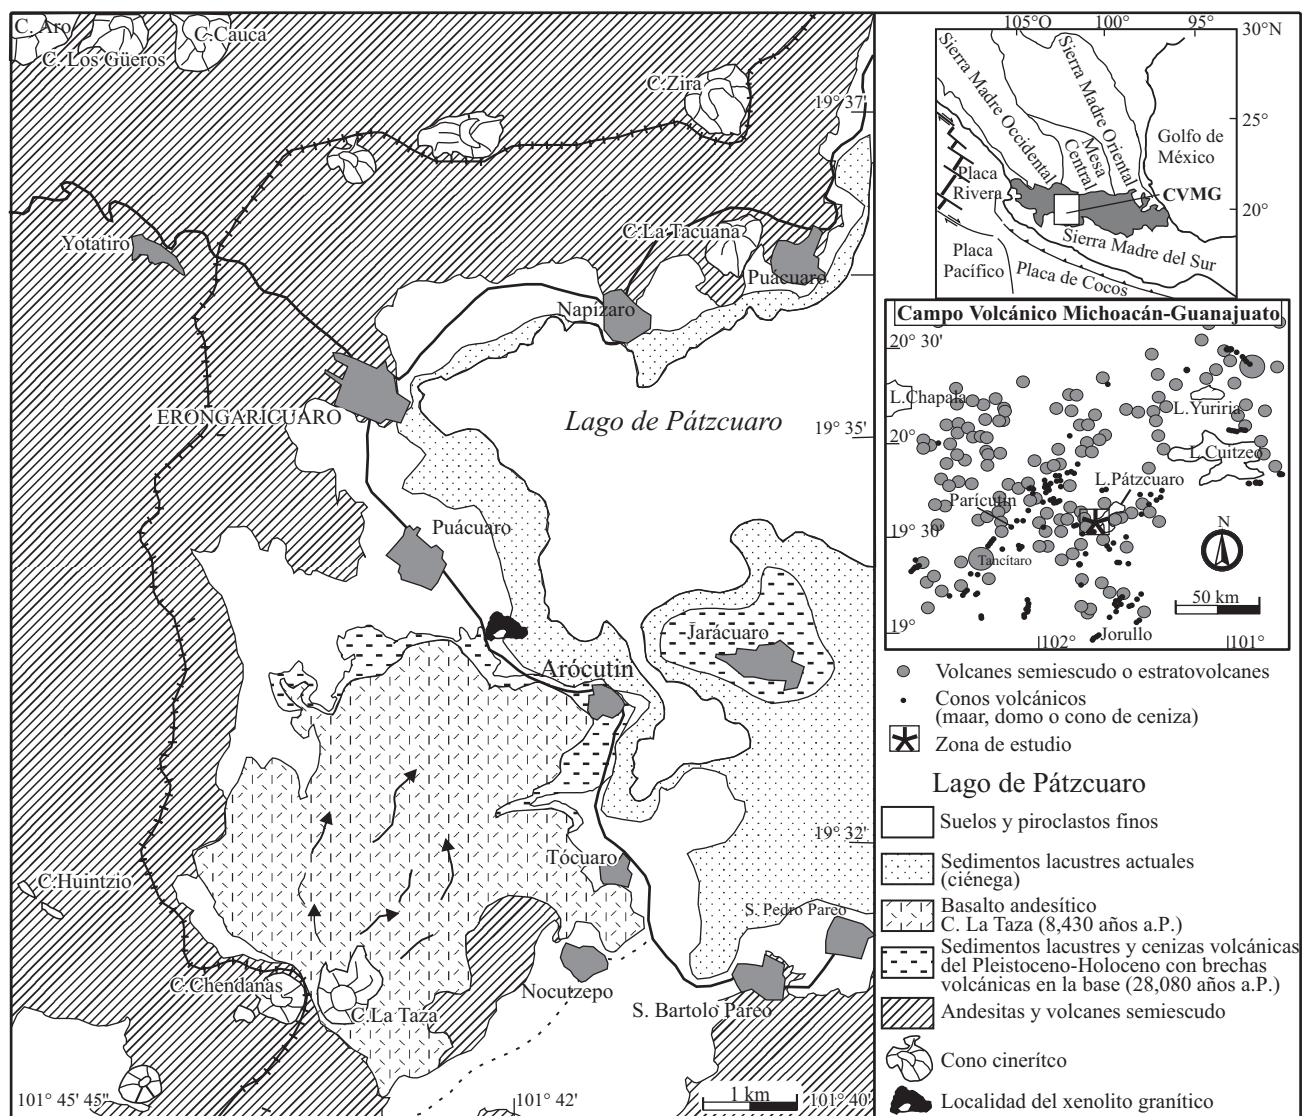 C. Aro
C. Los Güeros
C.Cauca
C.Zira
19° 37'
Yotatiro
C.La Tacuana
Puácuaro
Napízaro
ERONGARICUARO
Lago de Pátzcuaro
19° 35'
Puácuaro
Jarácuaro
Arócutin
19° 32'
Tócuaro
C.Huintzio
S. Pedro Pareo
C.Chendanas
C.La Taza
Nocutzepo
S. Bartolo Pareo
1 km
101° 45' 45"
101° 42'
101° 40'
105°O
100°
95°
30°N
25°
20°
Sierra Madre Occidental
Sierra Madre Oriental
Mesa
Central
Golfo de
México
Placa
Rivera
CVMG
Sierra Madre del Sur
Placa
Pacífico
Placa de Cocos
Campo Volcánico Michoacán-Guanajuato
20° 30'
L.Chapala
L.Yuriria
20°
L.Cuitzeo
L.Pátzcuaro
Parícutin
19° 30'
N
Tancítaro
50 km
19°
102°
Jorullo
101°
Volcanes semiescudo o estratovolcanes
Conos volcánicos
(maar, domo o cono de ceniza)
Zona de estudio
Lago de Pátzcuaro
Suelos y piroclastos finos
Sedimentos lacustres actuales
(ciénega)
Basalto andesítico
C. La Taza (8,430 años a.P.)
Sedimentos lacustres y cenizas volcánicas
del Pleistoceno-Holoceno con brechas
volcánicas en la base (28,080 años a.P.)
Andesitas y volcanes semiescudo
Cono cinerítco
Localidad del xenolito granítico